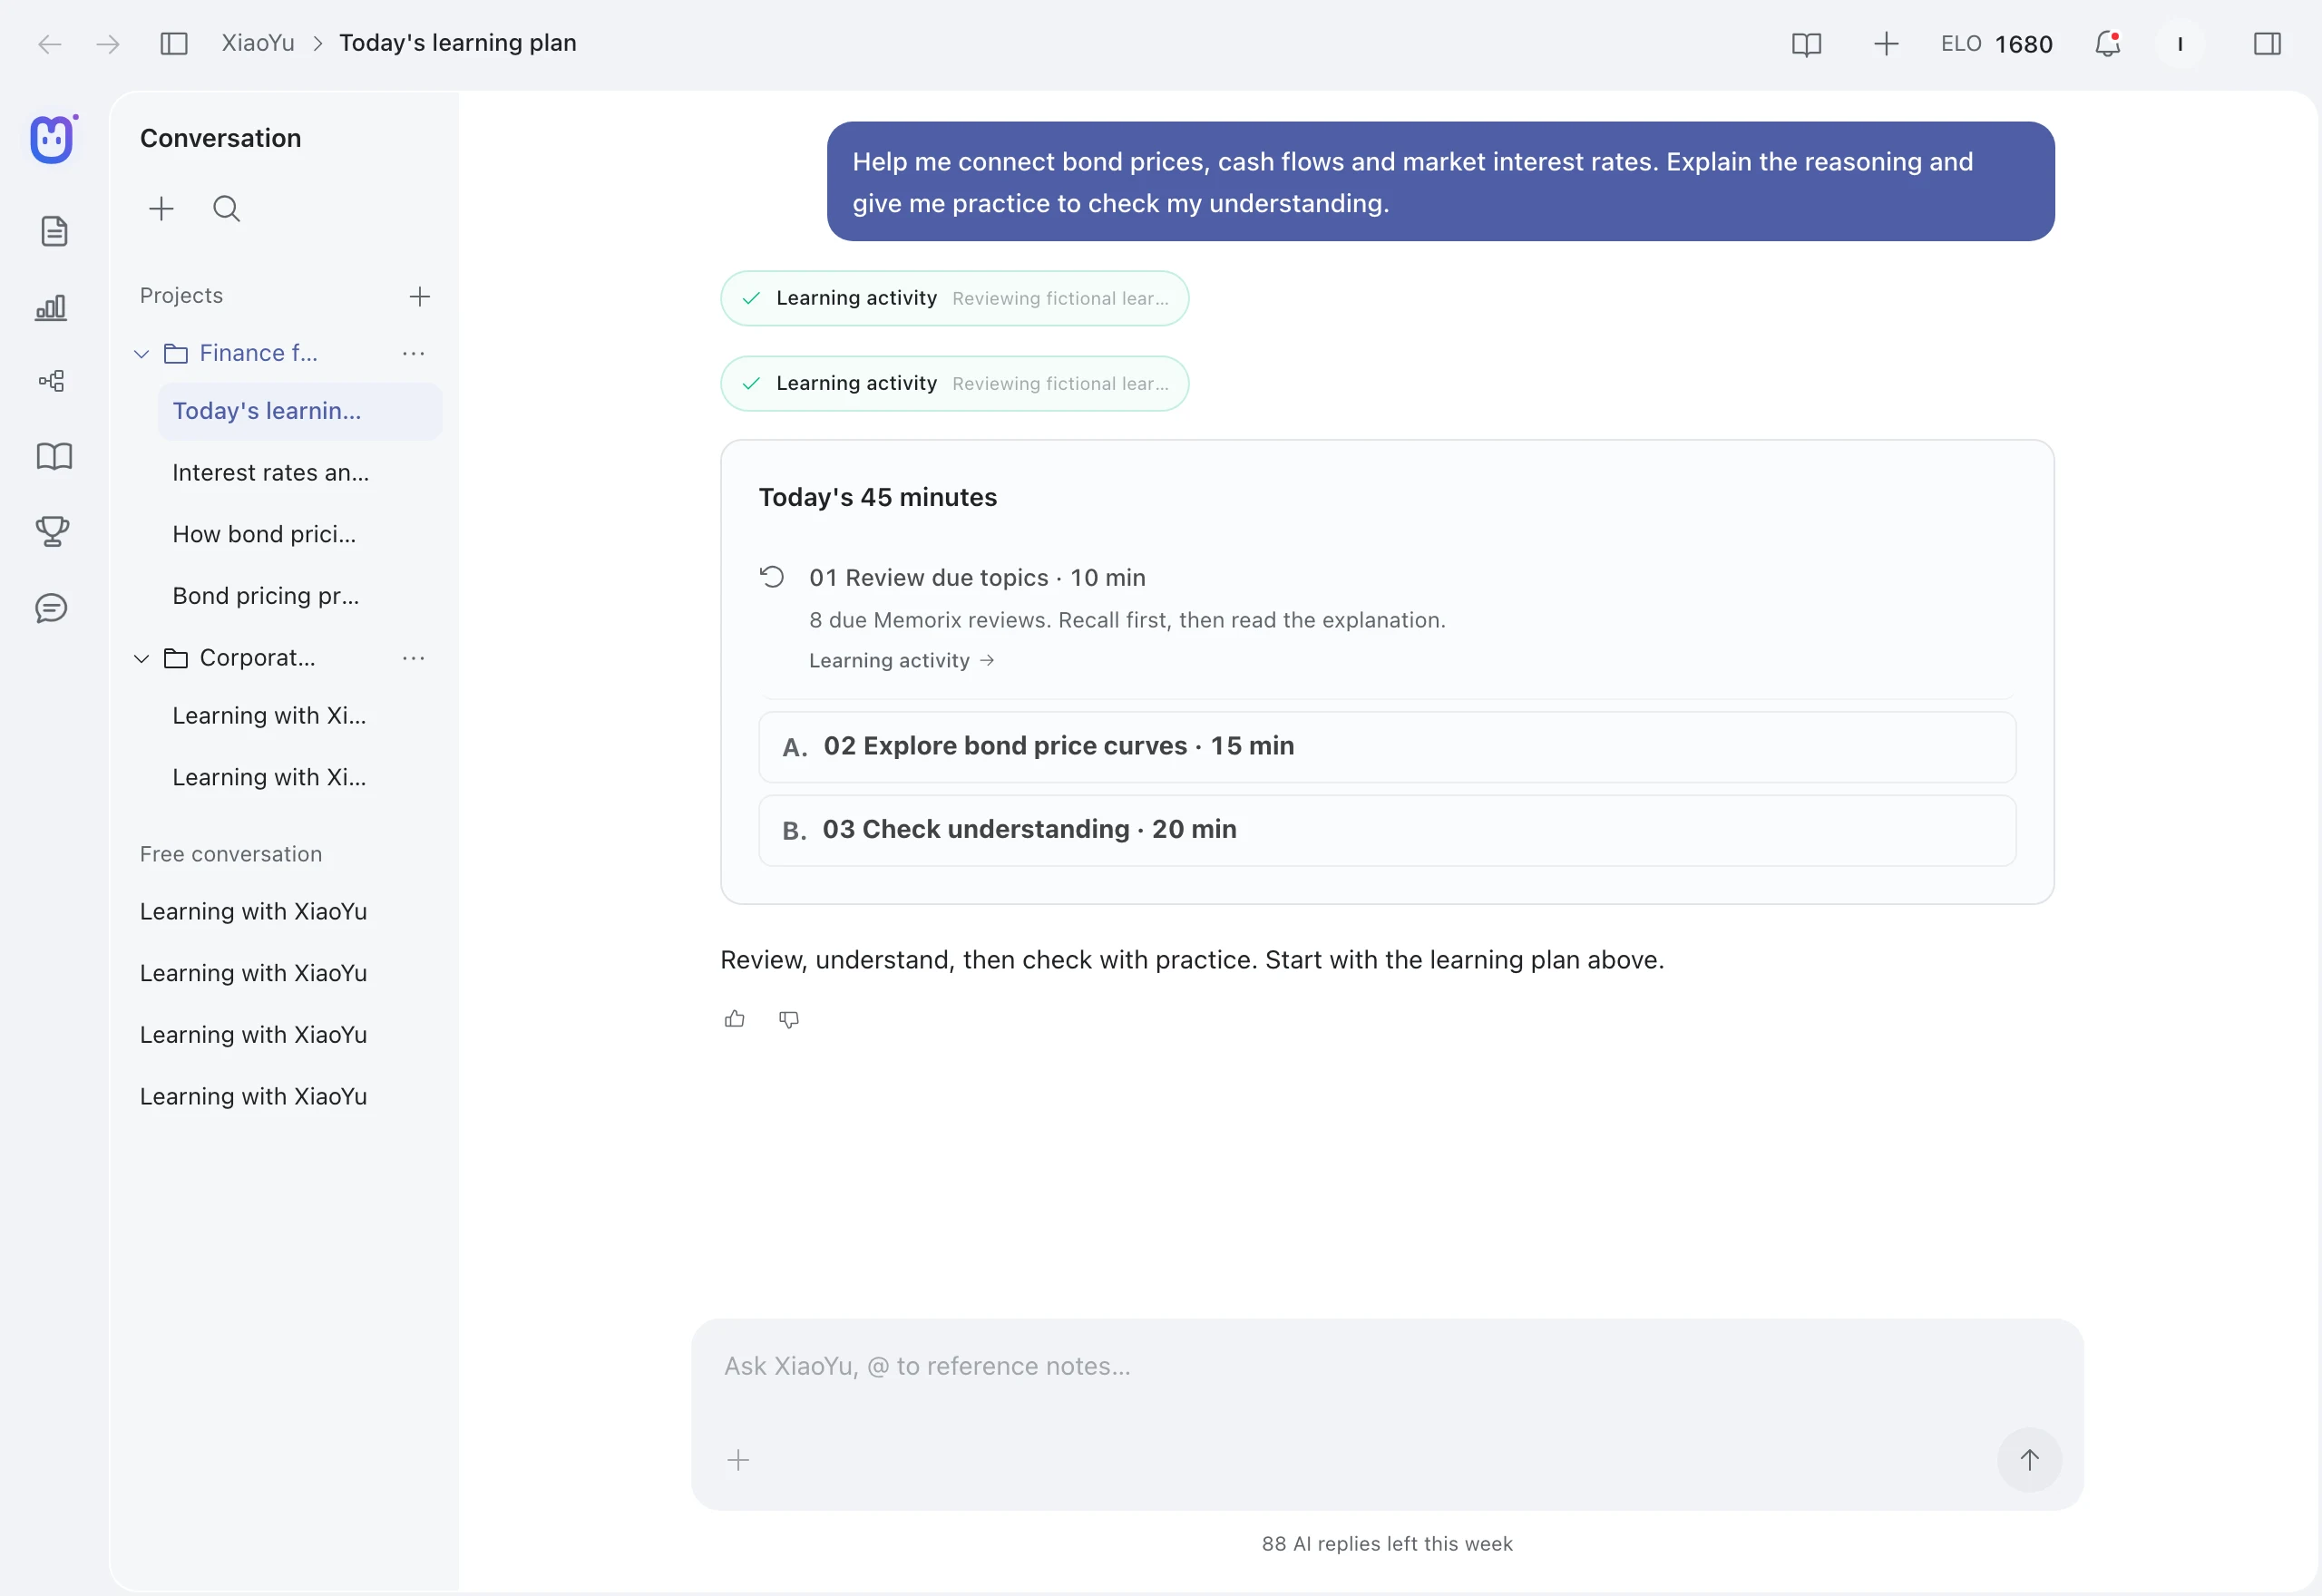 XiaoYu > Today's learning plan
ELO 1680
I
Conversation
Projects
Finance f...
Today's learnin...
Interest rates an...
How bond prici...
Bond pricing pr...
Corporat...
Learning with Xi...
Learning with Xi...
Free conversation
Learning with XiaoYu
Learning with XiaoYu
Learning with XiaoYu
Learning with XiaoYu
Help me connect bond prices, cash flows and market interest rates. Explain the reasoning and
give me practice to check my understanding.
Learning activity Reviewing fictional lear...
Learning activity Reviewing fictional lear...
Today's 45 minutes
01 Review due topics · 10 min
8 due Memorix reviews. Recall first, then read the explanation.
Learning activity →
A. 02 Explore bond price curves · 15 min
B. 03 Check understanding · 20 min
Review, understand, then check with practice. Start with the learning plan above.
Ask XiaoYu, @ to reference notes...
88 AI replies left this week